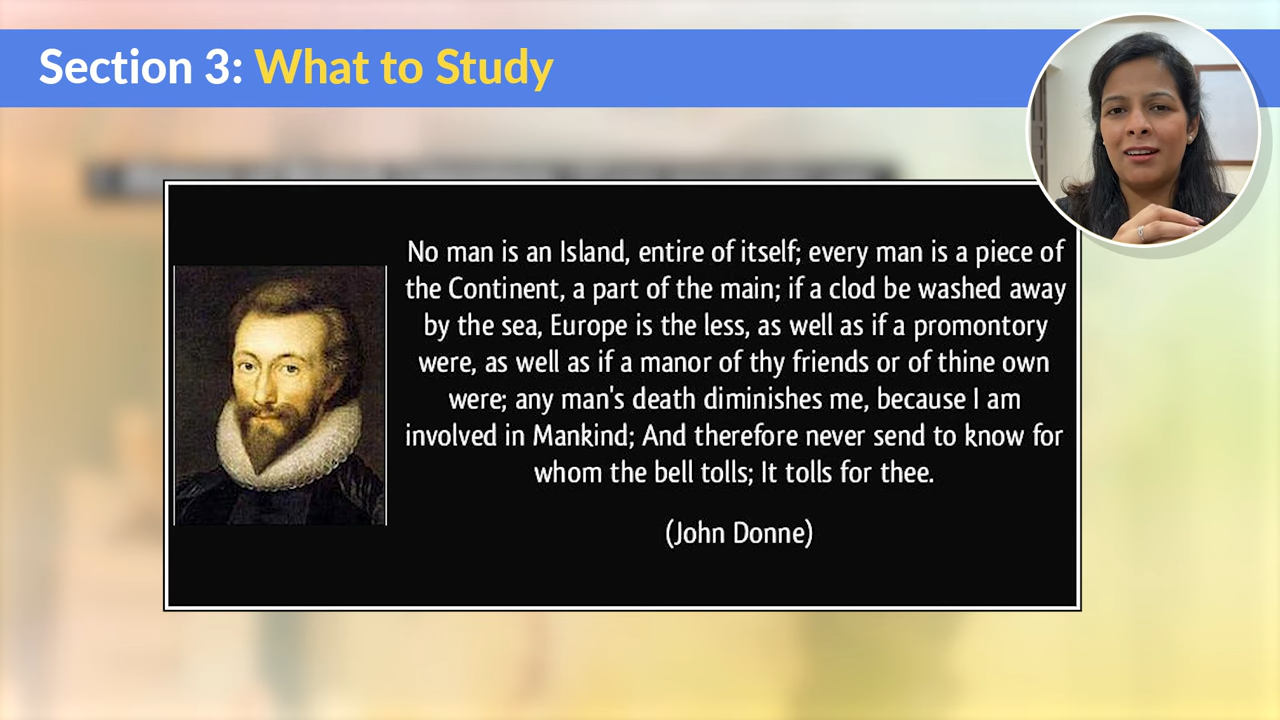 Section 3: What to Study
No man is an Island, entire of itself; every man is a piece of
the Continent, a part of the main; if a clod be washed away
by the sea, Europe is the less, as well as if a promontory
were, as well as if a manor of thy friends or of thine own
were; any man's death diminishes me, because I am
involved in Mankind; And therefore never send to know for
whom the bell tolls; It tolls for thee.
(John Donne)